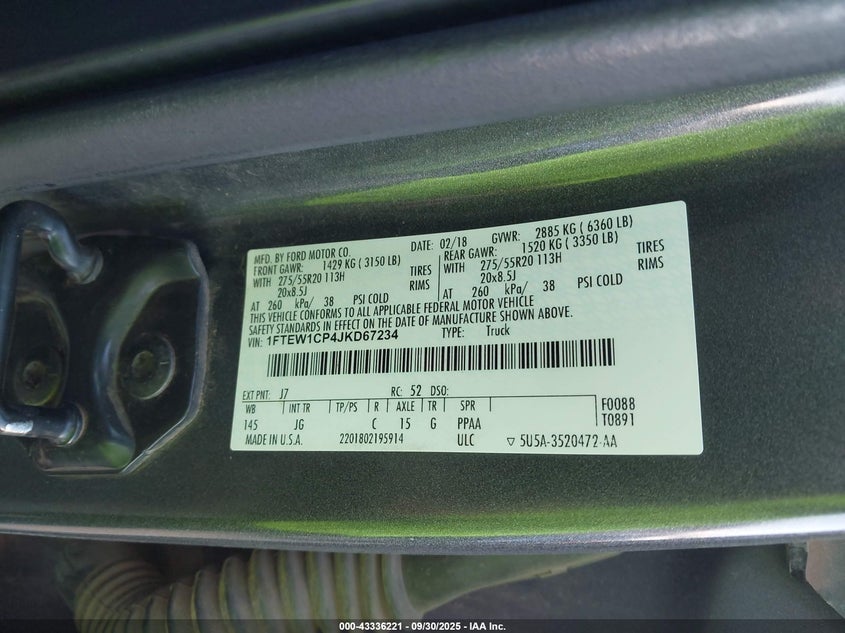 MFD. BY FORD MOTOR CO. DATE: 02/18 GVWR: 2885 KG ( 6360 LB)
FRONT GAWR: 1429 KG ( 3150 LB) REAR GAWR: 1520 KG ( 3350 LB)
WITH 275/55R20 113H TIRES WITH 275/55R20 113H TIRES
20x8.5J RIMS 20x8.5J RIMS
AT 260 kPa/ 38 PSI COLD AT 260 kPa/ 38 PSI COLD
THIS VEHICLE CONFORMS TO ALL APPLICABLE FEDERAL MOTOR VEHICLE
SAFETY STANDARDS IN EFFECT ON THE DATE OF MANUFACTURE SHOWN ABOVE.
VIN: 1FTEW1CP4JKD67234 TYPE: Truck
EXT PNT: J7 RC: 52 DSO:
WB INT TR TP/PS R AXLE TR SPR F0088
145 JG C 15 G PPAA T0891
MADE IN U.S.A. 2201802195914 ULC ▽ 5U5A-3520472-AA
000-43336221 - 09/30/2025 - IAA Inc.